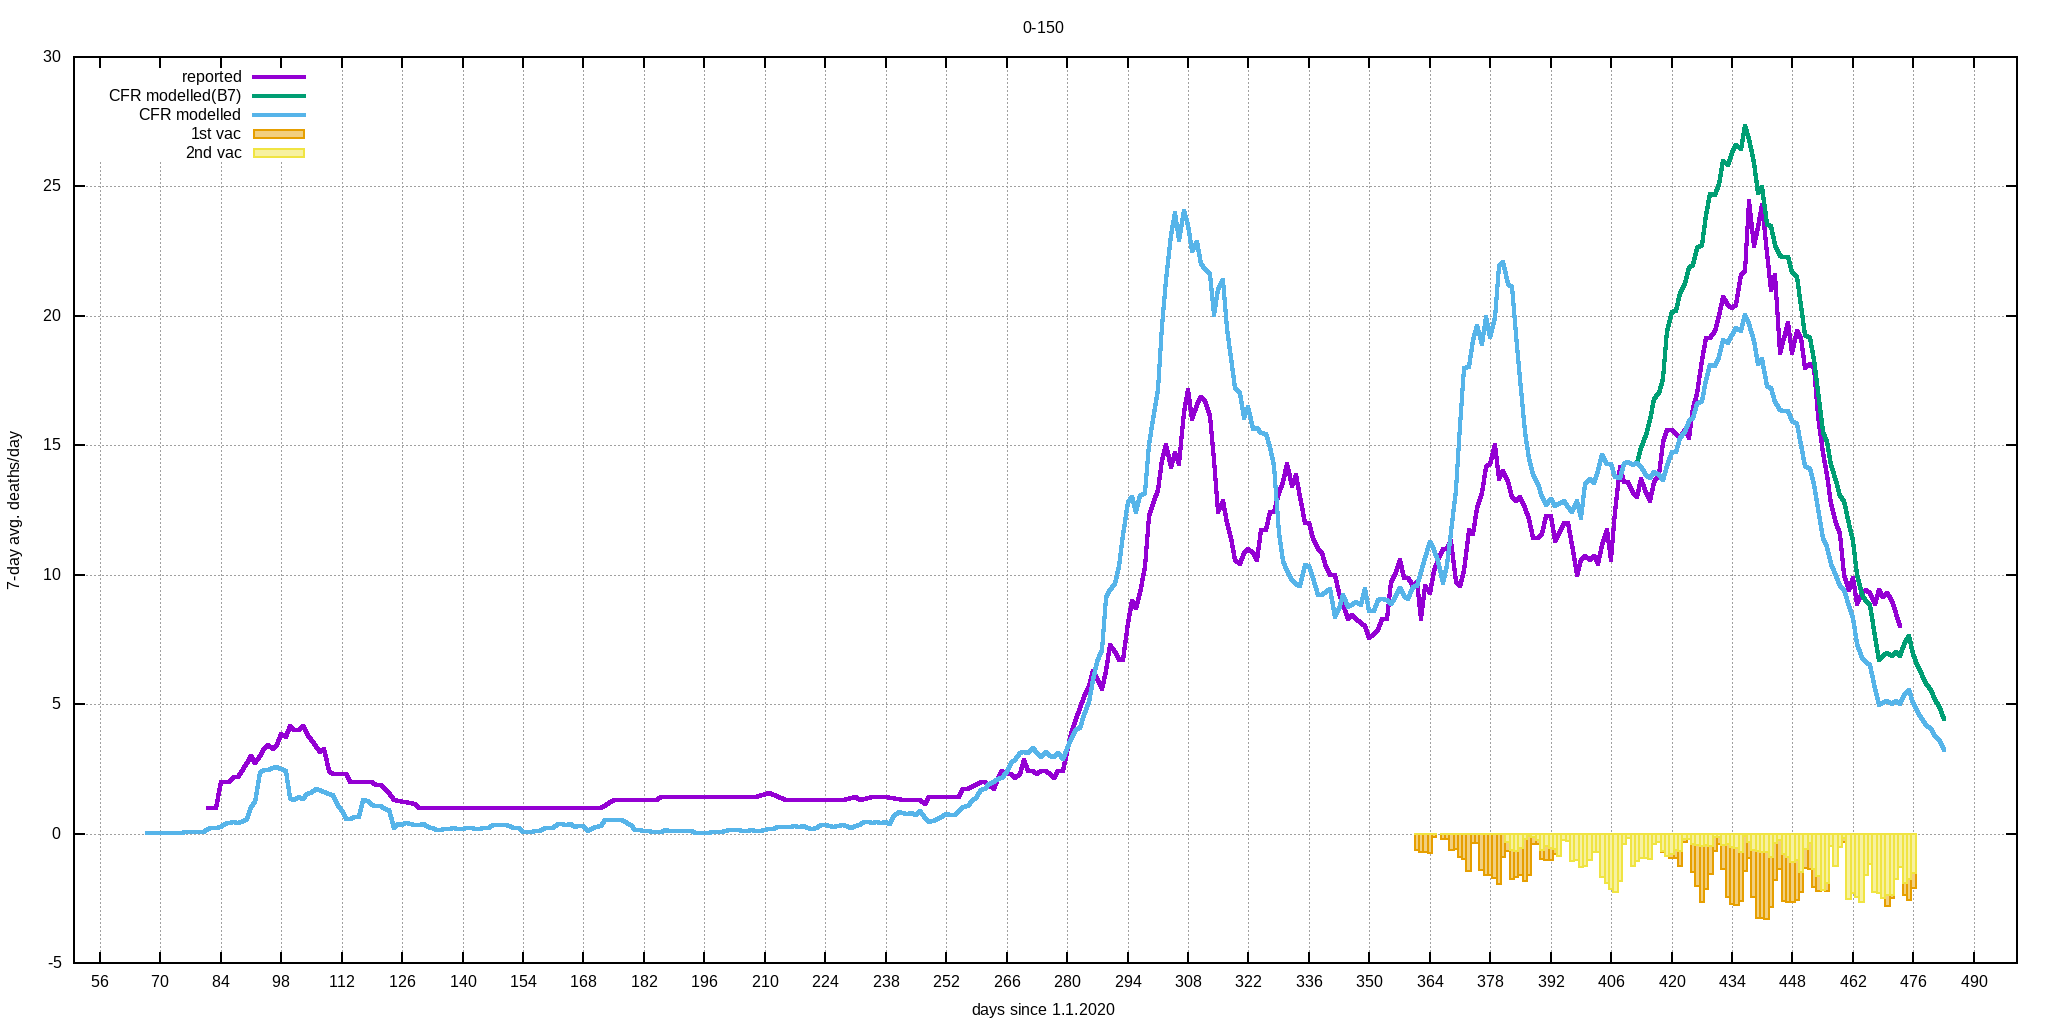 0-150
30
25
20
15
10
5
0
-5
7-day avg. deaths/day
reported
CFR modelled(B7)
CFR modelled
1st vac
2nd vac
56 70 84 98 112 126 140 154 168 182 196 210 224 238 252 266 280 294 308 322 336 350 364 378 392 406 420 434 448 462 476 490
days since 1.1.2020